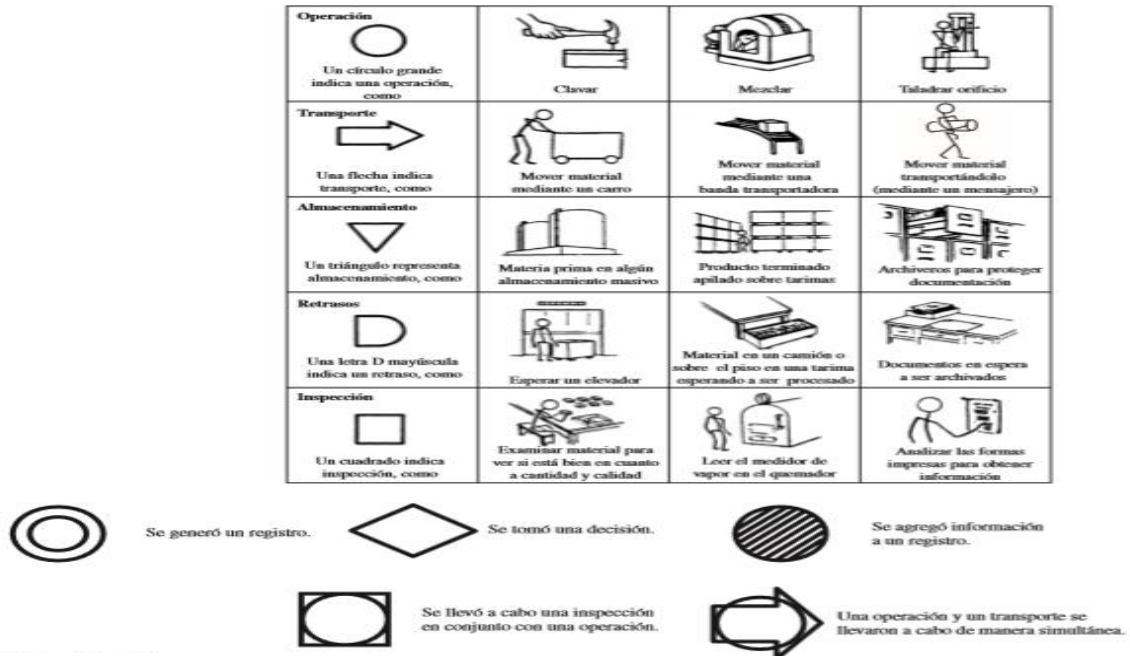 Operación
Un círculo grande
indica una operación,
como
Clavar
Mezclar
Taladrar orificio
Transporte
Una flecha indica
transporte, como
Mover material
mediante un carro
Mover material
mediante una
banda transportadora
Mover material
transportándolo
(mediante un mensajero)
Almacenamiento
Un triángulo representa
almacenamiento, como
Materia prima en algún
almacenamiento masivo
Producto terminado
apilado sobre tarimas
Archiveros para proteger
documentación
Retrasos
Una letra D mayúscula
indica un retraso, como
Esperar un elevador
Material en un camión o
sobre el piso en una tarima
esperando a ser procesado
Documentos en espera
a ser archivados
Inspección
Un cuadrado indica
inspección, como
Examinar material para
ver si está bien en cuanto
a cantidad y calidad
Leer el medidor de
vapor en el quemador
Analizar las formas
impresas para obtener
información
Se generó un registro.
Se tomó una decisión.
Se agregó información
a un registro.
Se llevó a cabo una inspección
en conjunto con una operación.
Una operación y un transporte se
llevaron a cabo de manera simultánea.